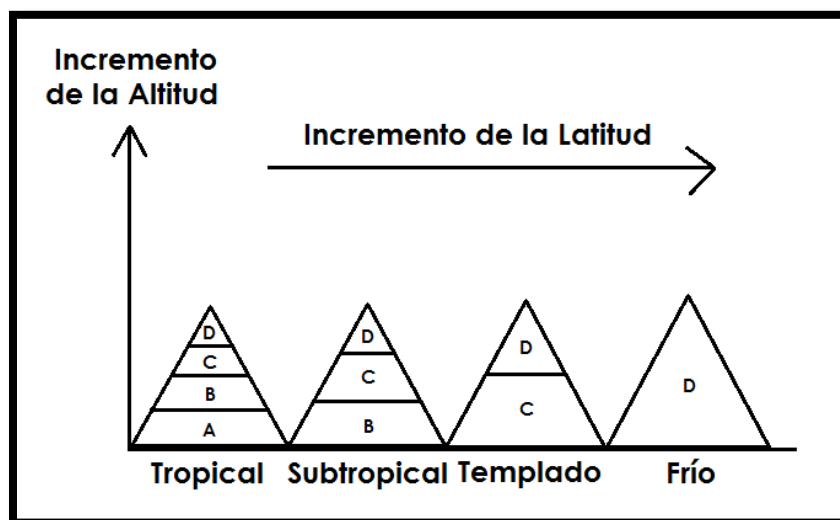 Incremento
de la Altitud
Incremento de la Latitud
D
C
B
A
D
C
B
D
C
D
Tropical Subtropical Templado Frío